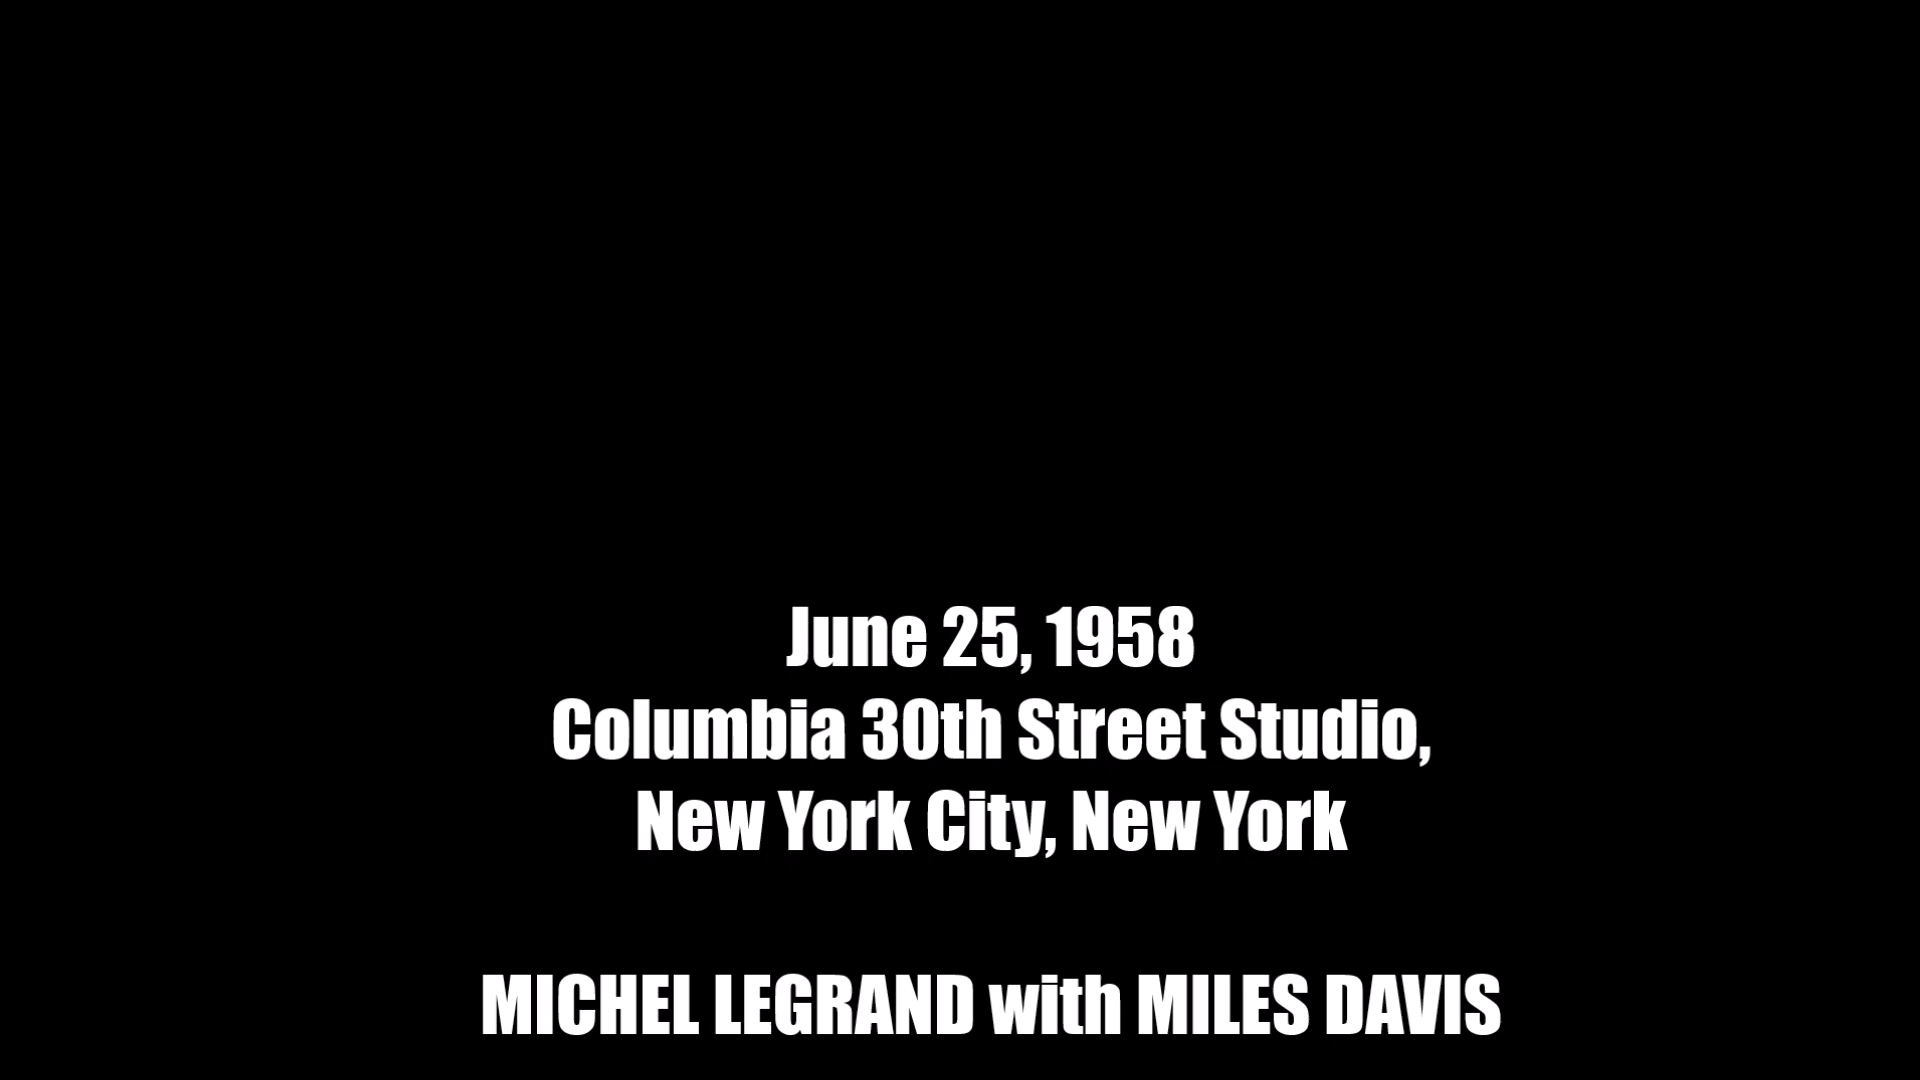 June 25, 1958
Columbia 30th Street Studio,
New York City, New York
MICHEL LEGRAND with MILES DAVIS